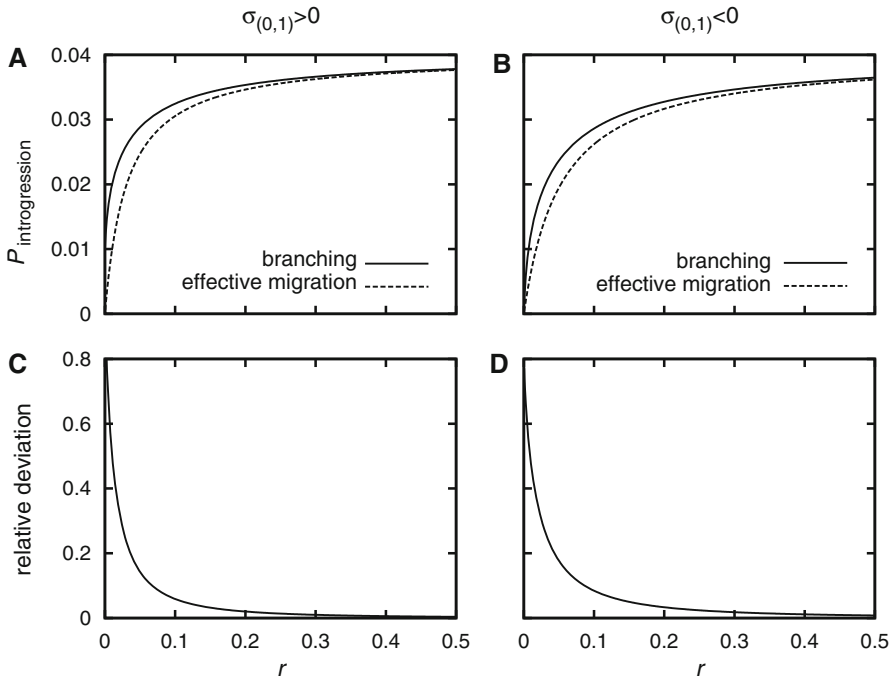 σ(0,1)>0
σ(0,1)<0
A
0.04
0.03
0.02
0.01
0
Pintrogression
branching
effective migration
B
branching
effective migration
C
0.8
0.6
0.4
0.2
0
relative deviation
0 0.1 0.2 0.3 0.4 0.5
r
D
0 0.1 0.2 0.3 0.4 0.5
r